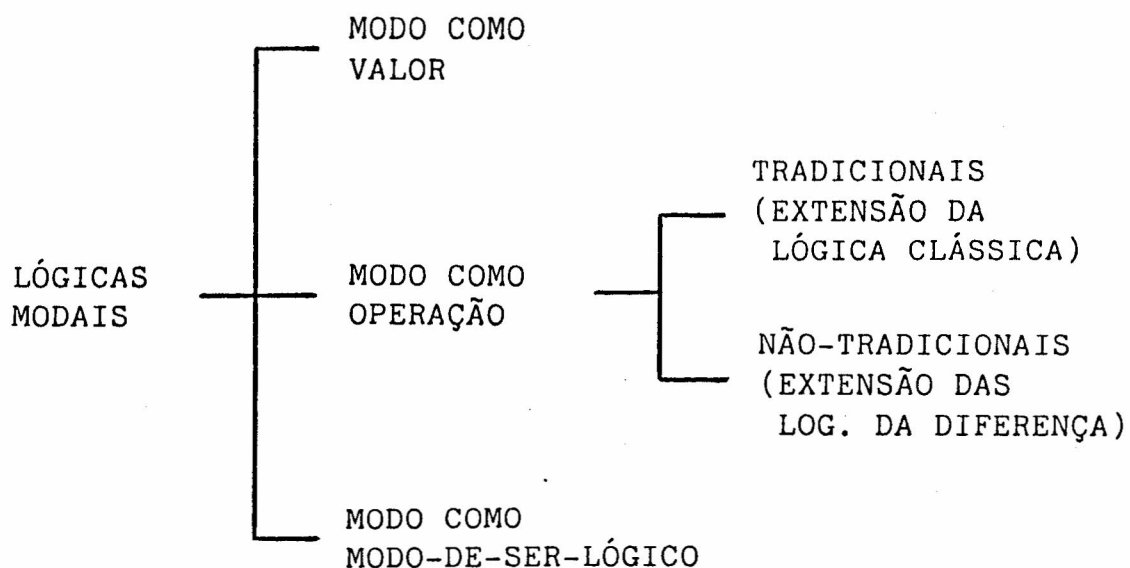 MODO COMO
VALOR
TRADICIONAIS
(EXTENSÃO DA
LÓGICA CLÁSSICA)
LÓGICAS
MODAIS
MODO COMO
OPERAÇÃO
NÃO-TRADICIONAIS
(EXTENSÃO DAS
LOG. DA DIFERENÇA)
MODO COMO
MODO-DE-SER-LÓGICO